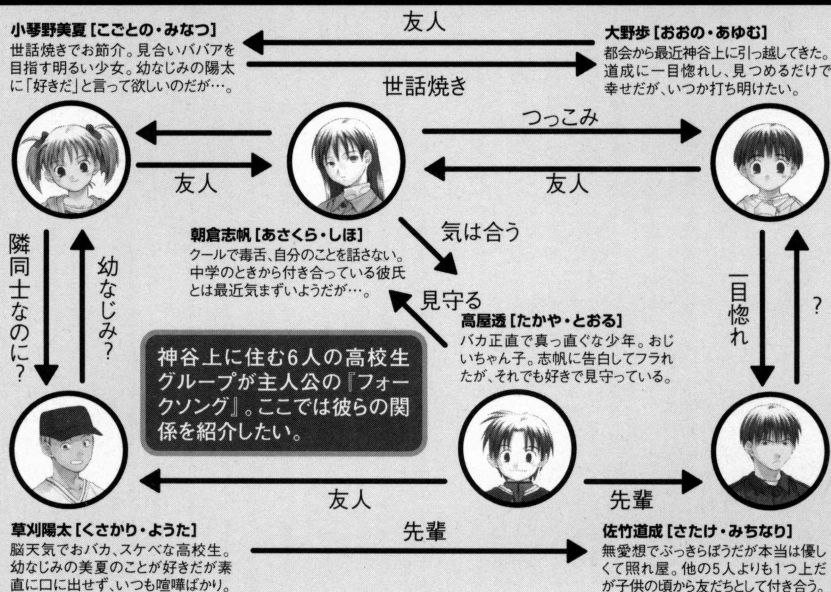 小琴野美夏[こごとの・みなつ]
世話焼きでお節介。見合いババアを
目指す明るい少女。幼なじみの陽太
に「好きだ」と言って欲しいのだが…。
友人
世話焼き
大野歩[おおの・あゆむ]
都会から最近神谷上に引っ越してきた。
道成に一目惚れし、見つめるだけで
幸せだが、いつか打ち明けたい。
友人
つっこみ
友人
朝倉志帆[あさくら・しほ]
クールで毒舌、自分のことを話さない。
中学のときから付き合っている彼氏
とは最近気まずいようだが…。
気は合う
見守る
隣同士なのに?
幼なじみ?
高屋透[たかや・とおる]
バカ正直で真っ直ぐな少年。おじ
いちゃん子。志帆に告白してフラれ
たが、それでも好きで見守っている。
一目惚れ
?
神谷上に住む6人の高校生
グループが主人公の『フォー
クソング』。ここでは彼らの関
係を紹介したい。
友人
先輩
先輩
草刈陽太[くさかり・ようた]
脳天気でおバカ、スケベな高校生。
幼なじみの美夏のことが好きだが素
直に口に出せず、いつも喧嘩ばかり。
佐竹道成[さたけ・みちなり]
無愛想でぶっきらぼうだが本当は優し
くて照れ屋。他の5人よりも1つ上だ
が子供の頃から友だちとして付き合う。